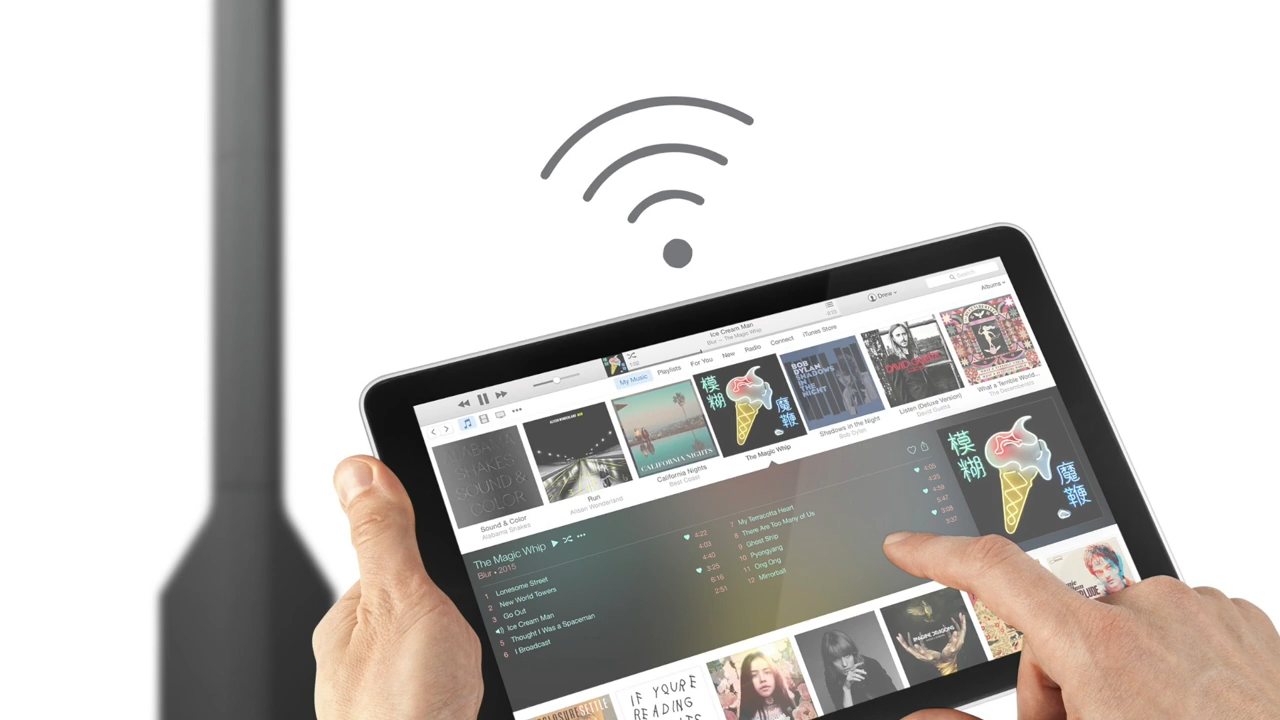 Ice Cream Man
Blur — The Magic Whip
Drew
Search
Albums
My Music
Playlists
For You
New
Radio
Connect
iTunes Store
SHAKES
SOUND &
COLOR
Sound & Color
Alabama Shakes
Run
Alison Wonderland
CALIFORNIA NIGHTS
California Nights
Best Coast
模糊
魔鞭
The Magic Whip
BOB
DYLAN
SHADOWS
IN THE
NIGHT
Shadows in the Night
Bob Dylan
Listen (Deluxe Version)
David Guetta
What a Terrible World...
The Decemberists
The Magic Whip
Blur • 2015
1 Lonesome Street 4:22
2 New World Towers 4:03
3 Go Out 4:40
Ice Cream Man 3:25
5 Thought I Was a Spaceman 6:16
6 I Broadcast 2:51
7 My Terracotta Heart 4:05
8 There Are Too Many of Us 4:25
9 Ghost Ship 4:59
10 Pyongyang 5:47
11 Ong Ong 3:08
12 Mirrorball 3:37
模糊
魔鞭
IF YOU'RE
READING
IMAGINE DRAGONS